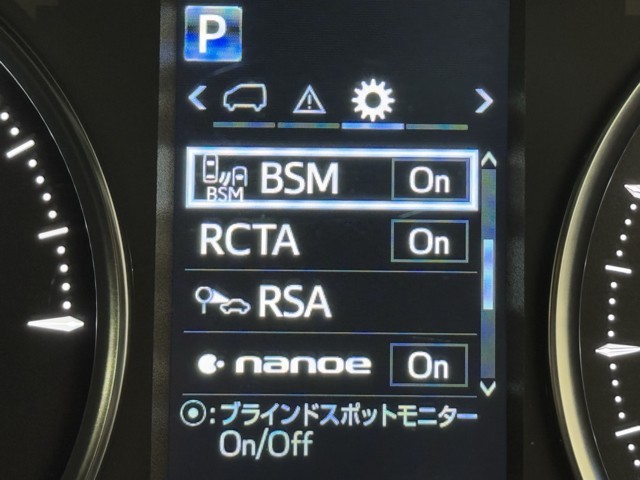 P
BSM BSM On
RCTA On
RSA
nanoe On
⦿:ブラインドスポットモニター
On/Off